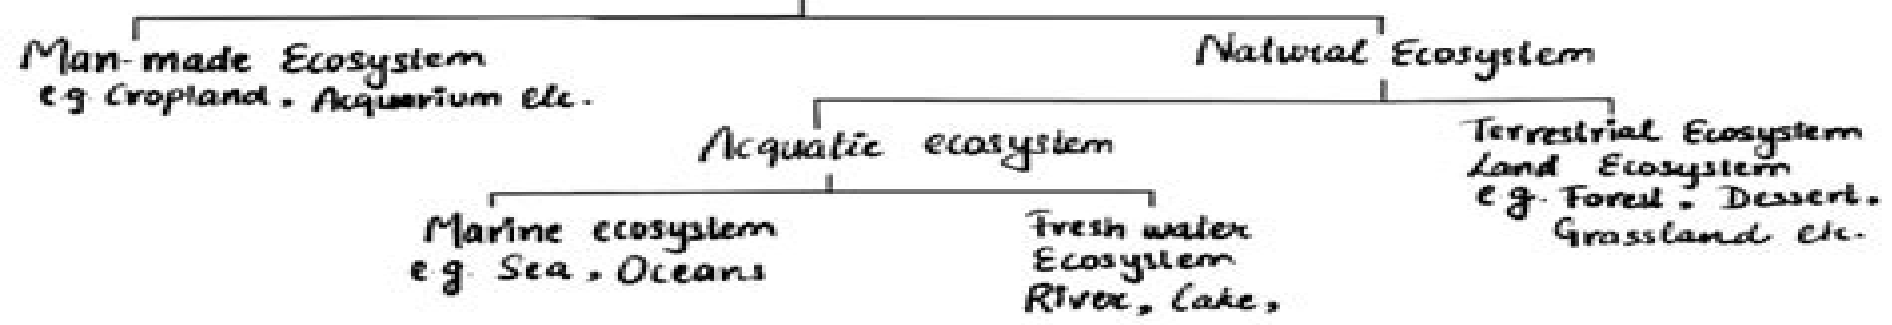 Man-made Ecosystem
e.g. Cropland, Acquarium etc.
Natural Ecosystem
Acquatic ecosystem
Marine ecosystem
e.g. Sea, Oceans
Fresh water
Ecosystem
River, Lake,
Terrestrial Ecosystem
Land Ecosystem
e.g. Forest, Dessert,
Grassland etc.